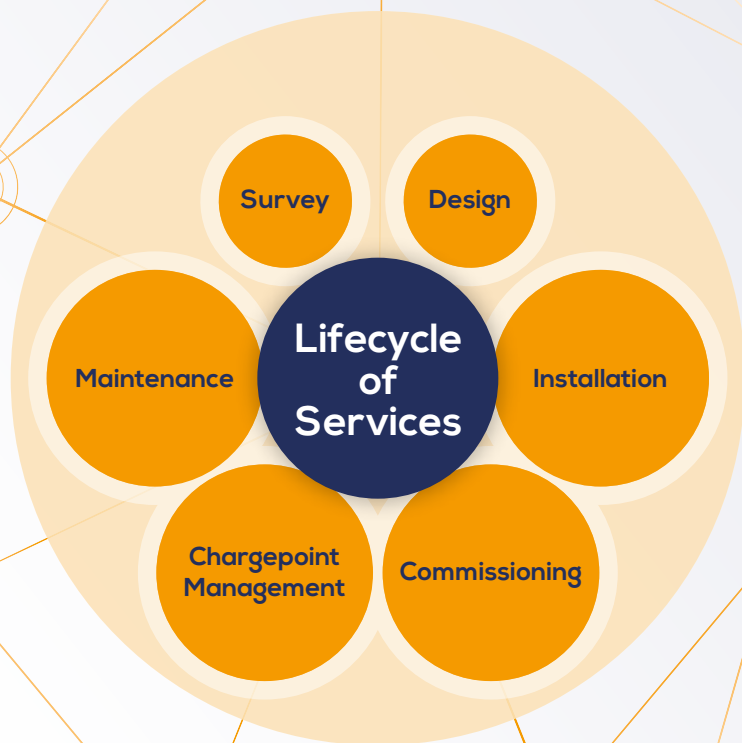 Survey
Design
Lifecycle
of
Services
Maintenance
Installation
Chargepoint
Management
Commissioning